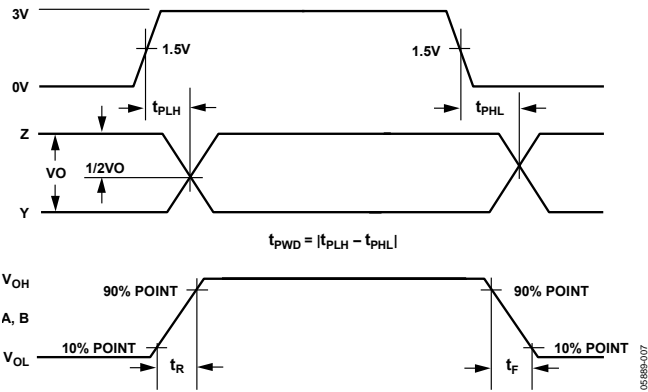 3V
1.5V
1.5V
0V
tPLH
tPHL
Z
VO
1/2VO
Y
tPWD = |tPLH – tPHL|
VOH
90% POINT
90% POINT
A, B
10% POINT
10% POINT
VOL
tR
tF
05889-007